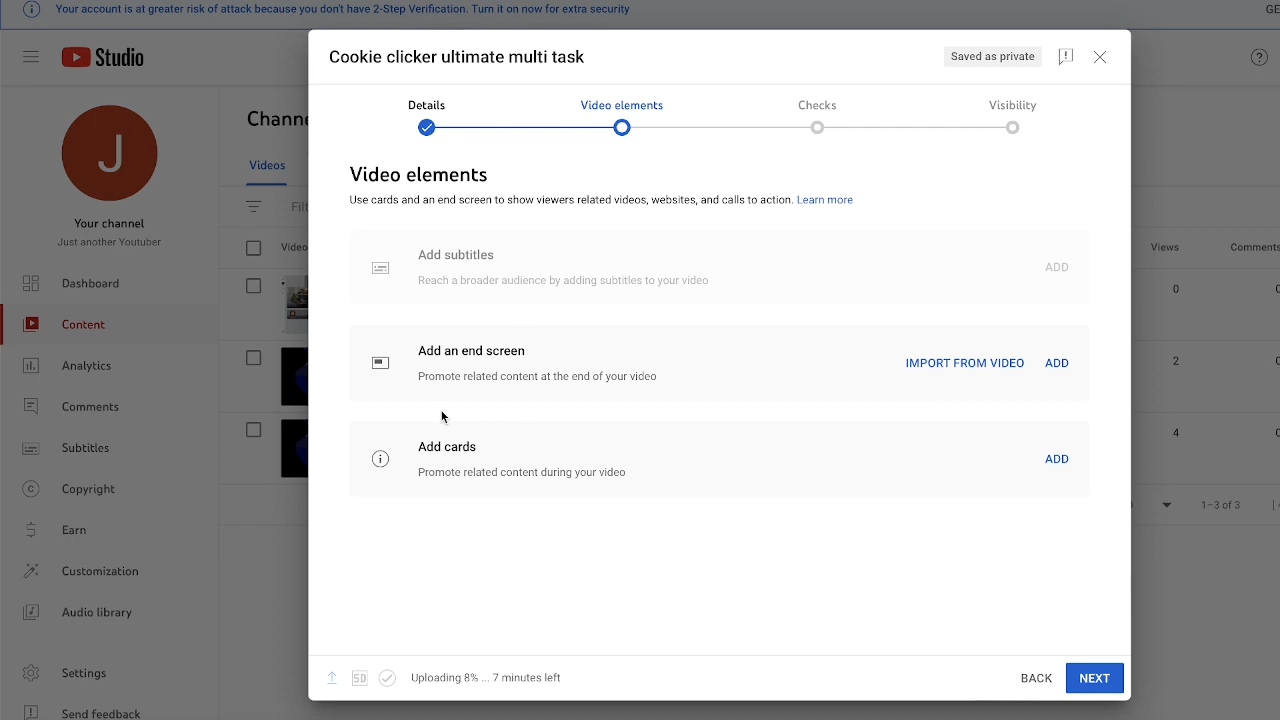 Your account is at greater risk of attack because you don't have 2-Step Verification. Turn it on now for extra security
GE
Studio
Cookie clicker ultimate multi task
Saved as private
Details
Video elements
Checks
Visibility
Video elements
Use cards and an end screen to show viewers related videos, websites, and calls to action. Learn more
Add subtitles
Reach a broader audience by adding subtitles to your video
ADD
Add an end screen
Promote related content at the end of your video
IMPORT FROM VIDEO
ADD
Add cards
Promote related content during your video
ADD
Uploading 8% ... 7 minutes left
BACK
NEXT
J
Your channel
Just another Youtuber
Dashboard
Content
Analytics
Comments
Subtitles
Copyright
Earn
Customization
Audio library
Settings
Send feedback
Channe
Videos
Filt
Video
Views
Comments
0
2
4
1–3 of 3
SD